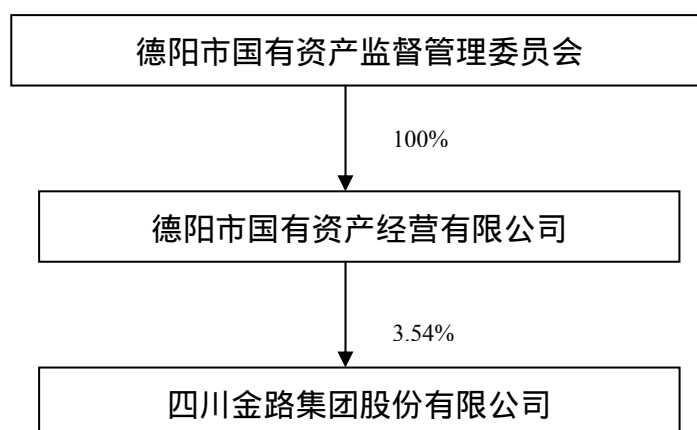 德阳市国有资产监督管理委员会
100%
德阳市国有资产经营有限公司
3.54%
四川金路集团股份有限公司